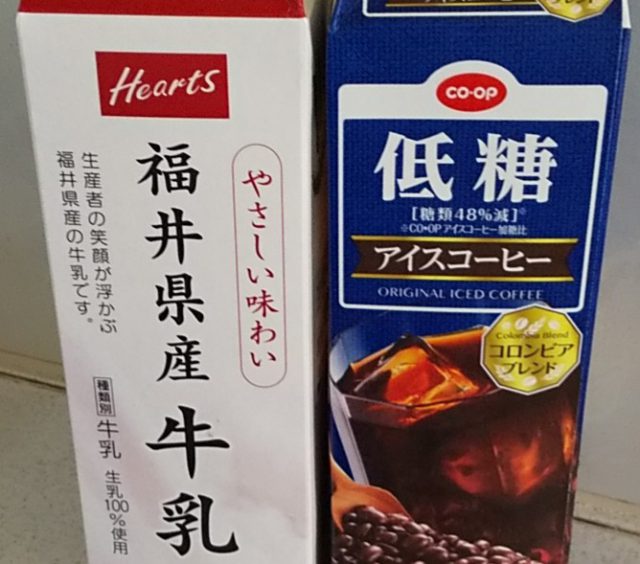 Hearts
やさしい味わい
福井県産牛乳
生産者の笑顔が浮かぶ
福井県産の牛乳です。
種類別
牛乳
生乳100%使用
ブレンド
CO・OP
低糖
[糖類48%減]※
※CO・OPアイスコーヒー加糖比
アイスコーヒー
ORIGINAL ICED COFFEE
Colombia Blend
コロンビア
ブレンド